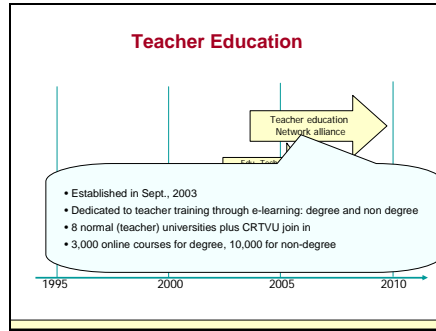 Teacher Education
Teacher education
Network alliance
Edu. Tech
• Established in Sept., 2003
• Dedicated to teacher training through e-learning: degree and non degree
• 8 normal (teacher) universities plus CRTVU join in
• 3,000 online courses for degree, 10,000 for non-degree
1995 2000 2005 2010